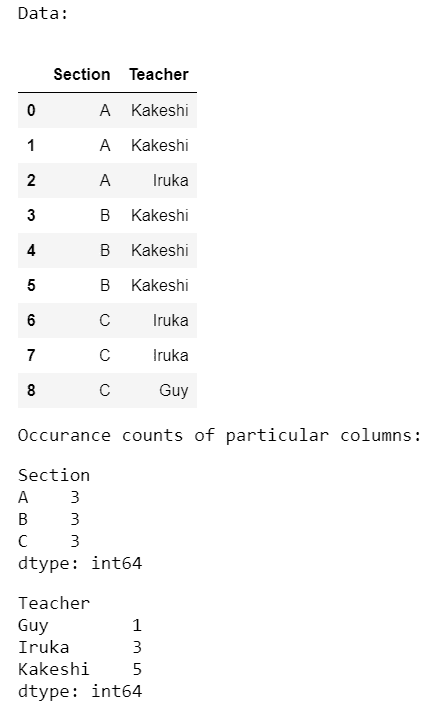 Data:
Section Teacher
0 A Kakeshi
1 A Kakeshi
2 A Iruka
3 B Kakeshi
4 B Kakeshi
5 B Kakeshi
6 C Iruka
7 C Iruka
8 C Guy
Occurance counts of particular columns:
Section
A 3
B 3
C 3
dtype: int64
Teacher
Guy 1
Iruka 3
Kakeshi 5
dtype: int64